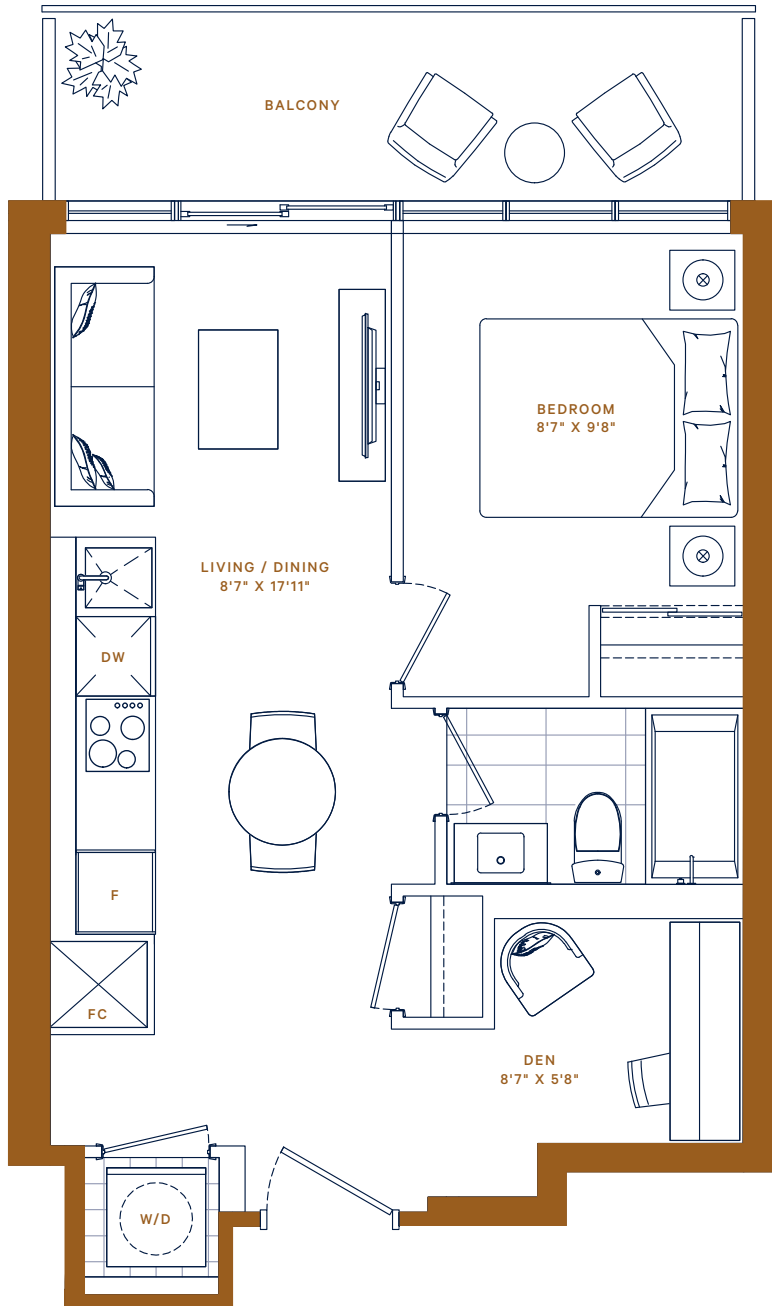 BALCONY
BEDROOM
8'7" X 9'8"
LIVING / DINING
8'7" X 17'11"
DW
F
FC
DEN
8'7" X 5'8"
W/D